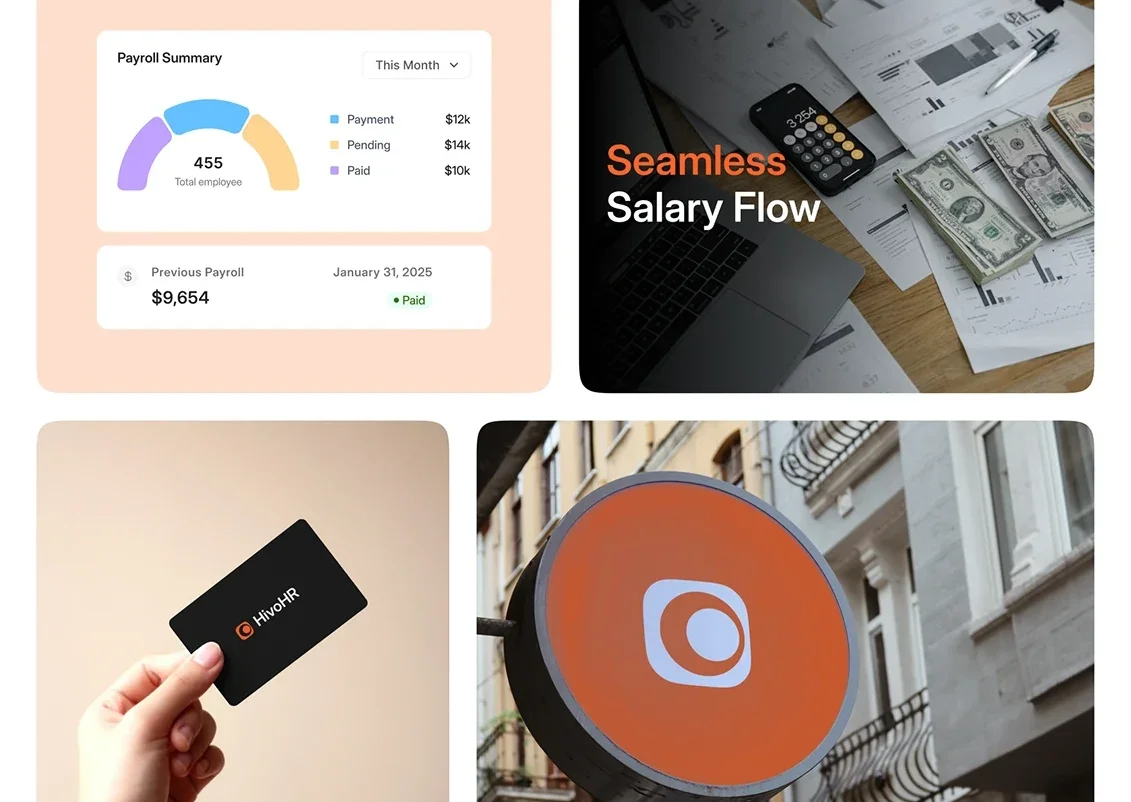 Payroll Summary
This Month
455
Total employee
Payment $12k
Pending $14k
Paid $10k
$
Previous Payroll
$9,654
January 31, 2025
Paid
Seamless
Salary Flow
3 254
HivoHR